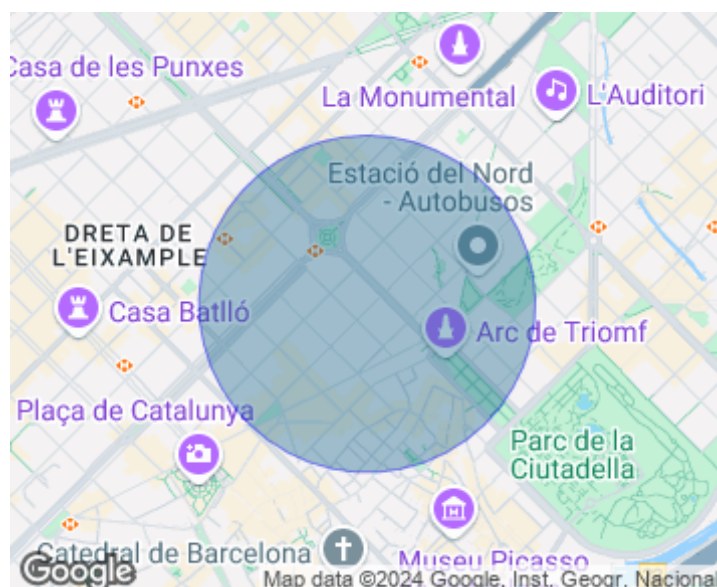 Casa de les Punxes
La Monumental
L'Auditori
Estació del Nord
- Autobusos
DRETA DE
L'EIXAMPLE
Casa Batlló
Arc de Triomf
Plaça de Catalunya
Parc de la
Ciutadella
Catedral de Barcelona
Museu Picasso
Google
Map data ©2024 Google, Inst. Geogr. Nacional